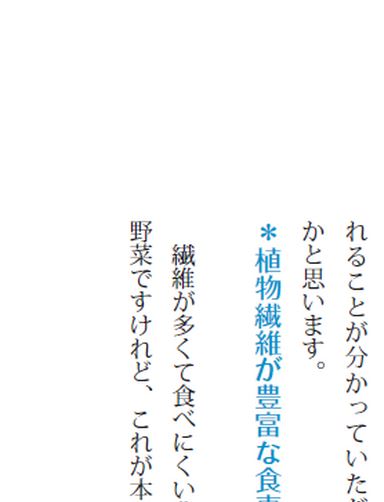 れることが分かっていただ
かと思います。
＊植物繊維が豊富な食事
繊維が多くて食べにくい
野菜ですけれど、これが本